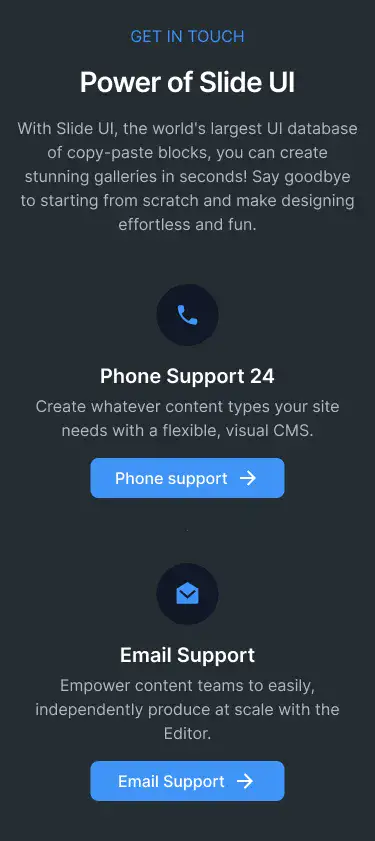 GET IN TOUCH
Power of Slide UI
With Slide UI, the world's largest UI database
of copy-paste blocks, you can create
stunning galleries in seconds! Say goodbye
to starting from scratch and make designing
effortless and fun.
Phone Support 24
Create whatever content types your site
needs with a flexible, visual CMS.
Phone support
Email Support
Empower content teams to easily,
independently produce at scale with the
Editor.
Email Support